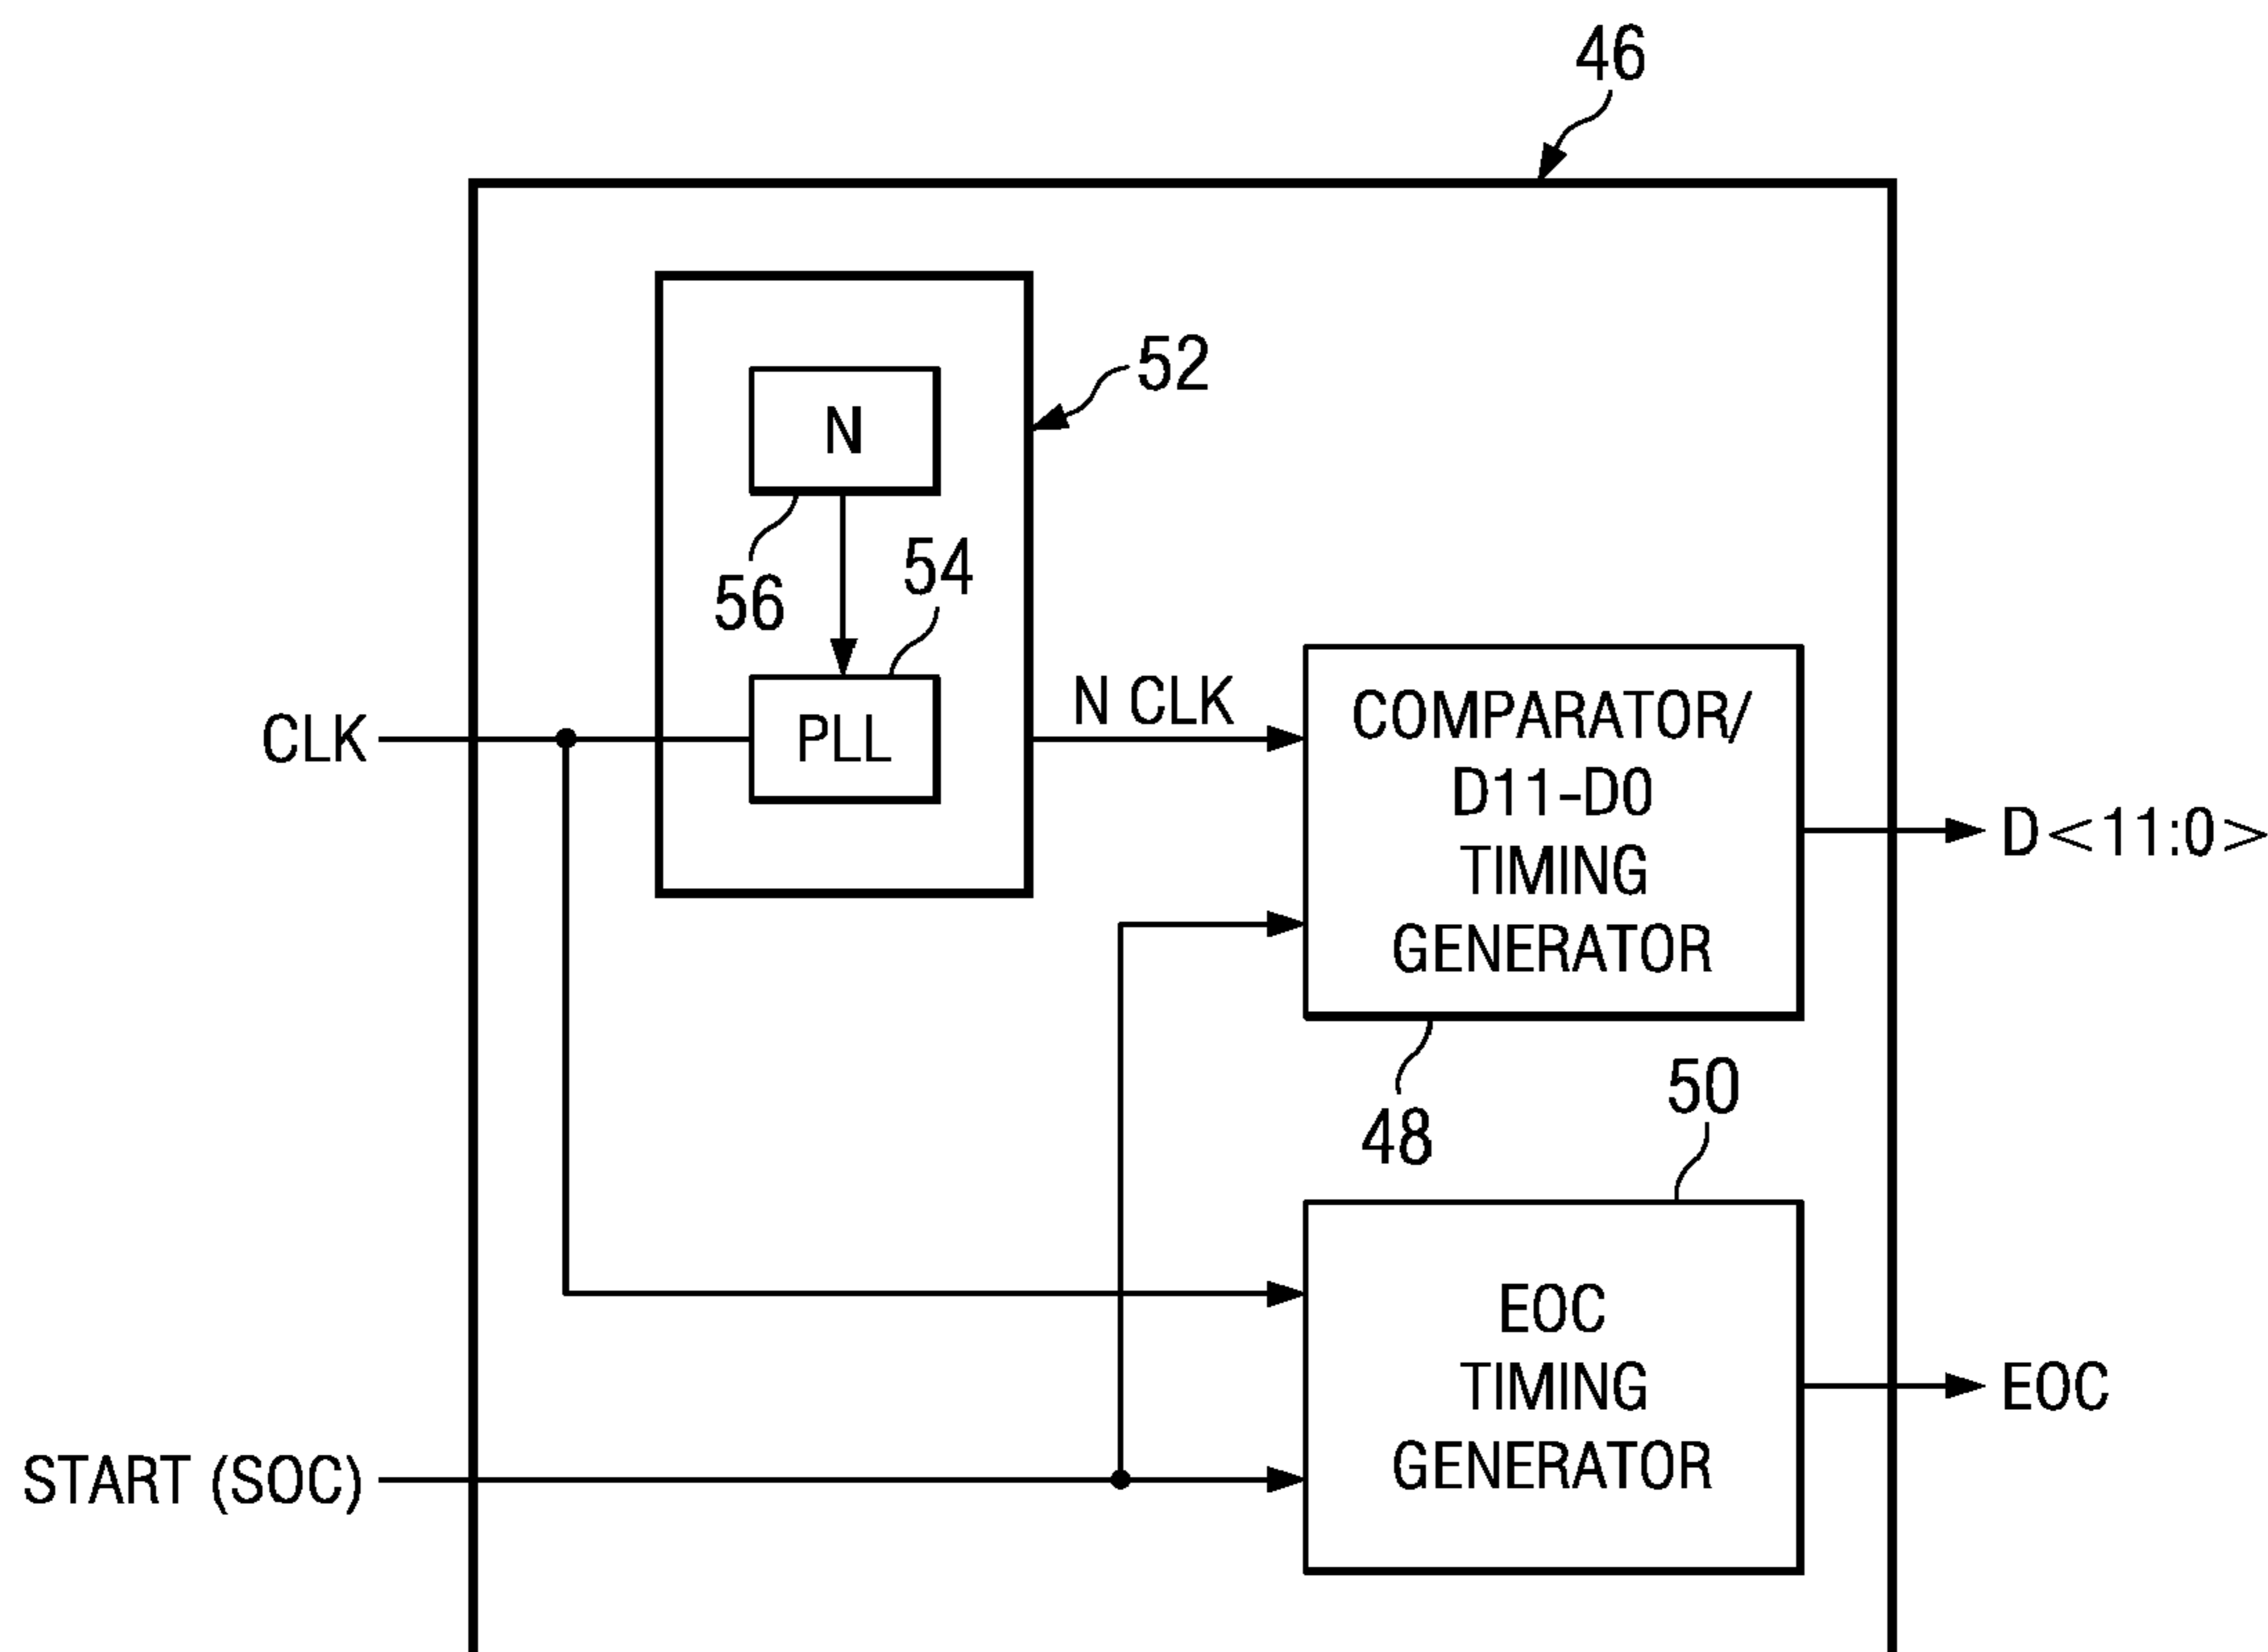 46
52
N
54
56
N CLK
CLK
PLL
COMPARATOR/
D11-D0
TIMING
GENERATOR
D<11:0>
50
48
EOC
TIMING
GENERATOR
EOC
START (SOC)